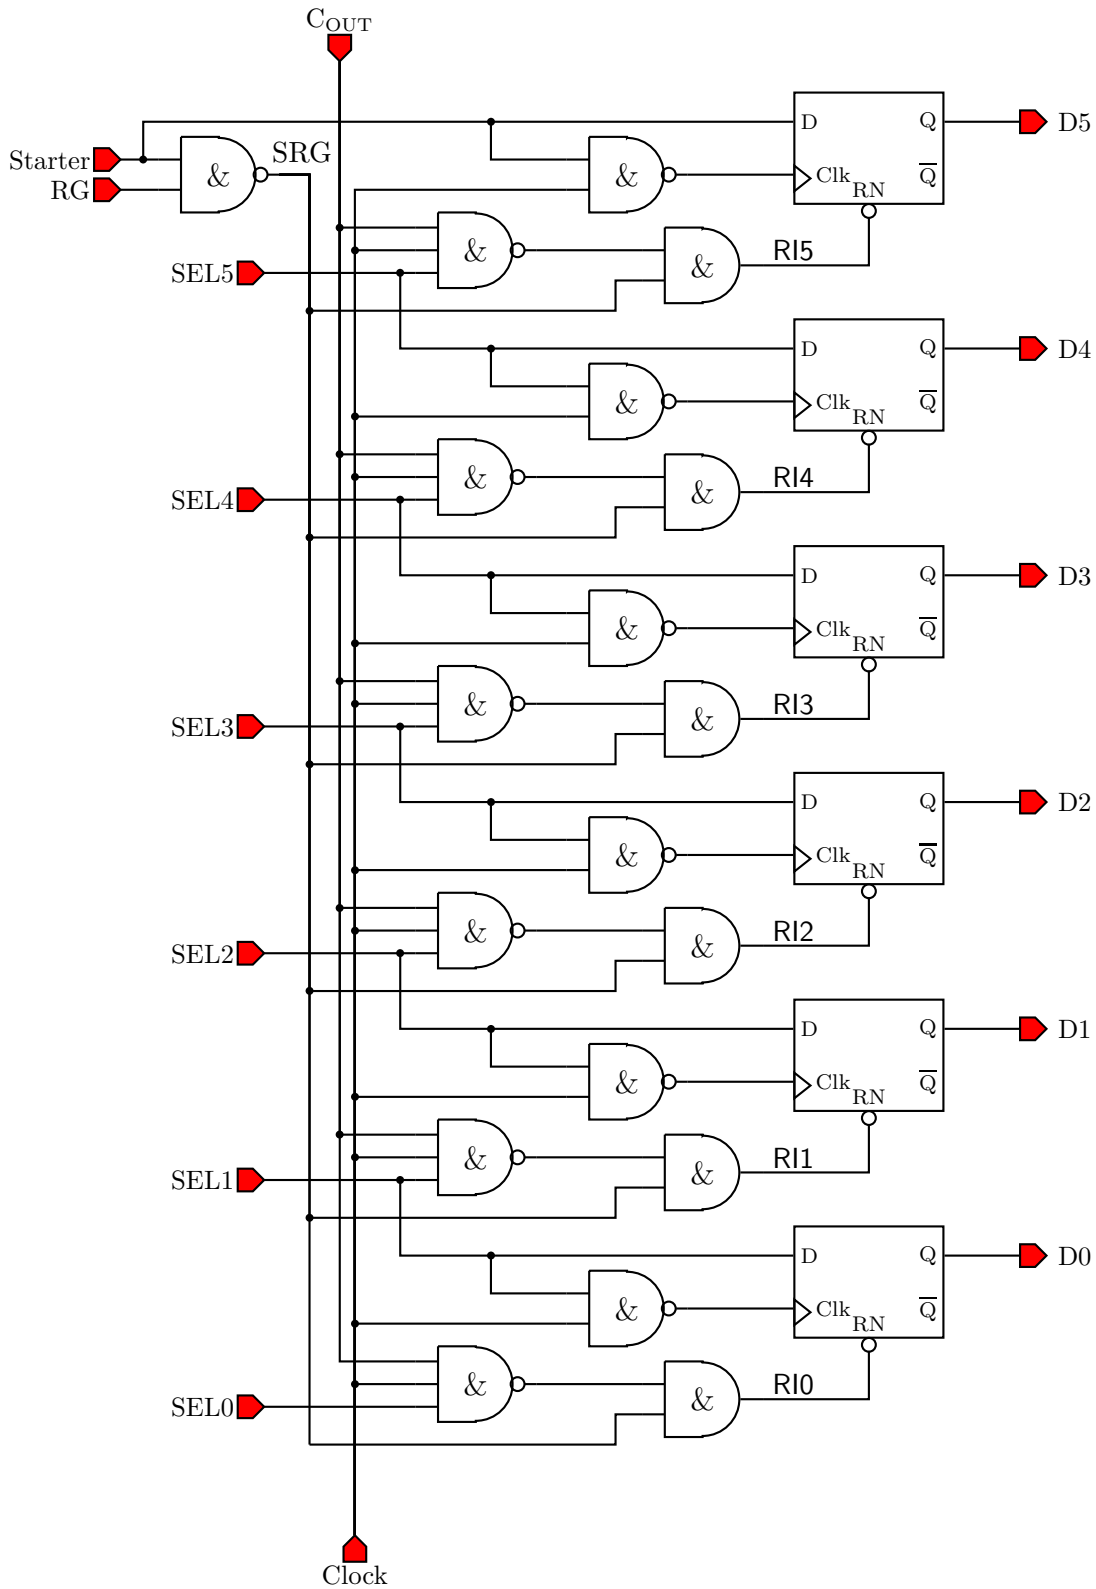 C_OUT
D Q D5
Starter SRG
RG & & Clk Q̅
RN
& & RI5
SEL5
D Q D4
& Clk Q̅
RN
& & RI4
SEL4
D Q D3
& Clk Q̅
RN
& & RI3
SEL3
D Q D2
& Clk Q̅
RN
& & RI2
SEL2
D Q D1
& Clk Q̅
RN
& & RI1
SEL1
D Q D0
& Clk Q̅
RN
& & RI0
SEL0
Clock